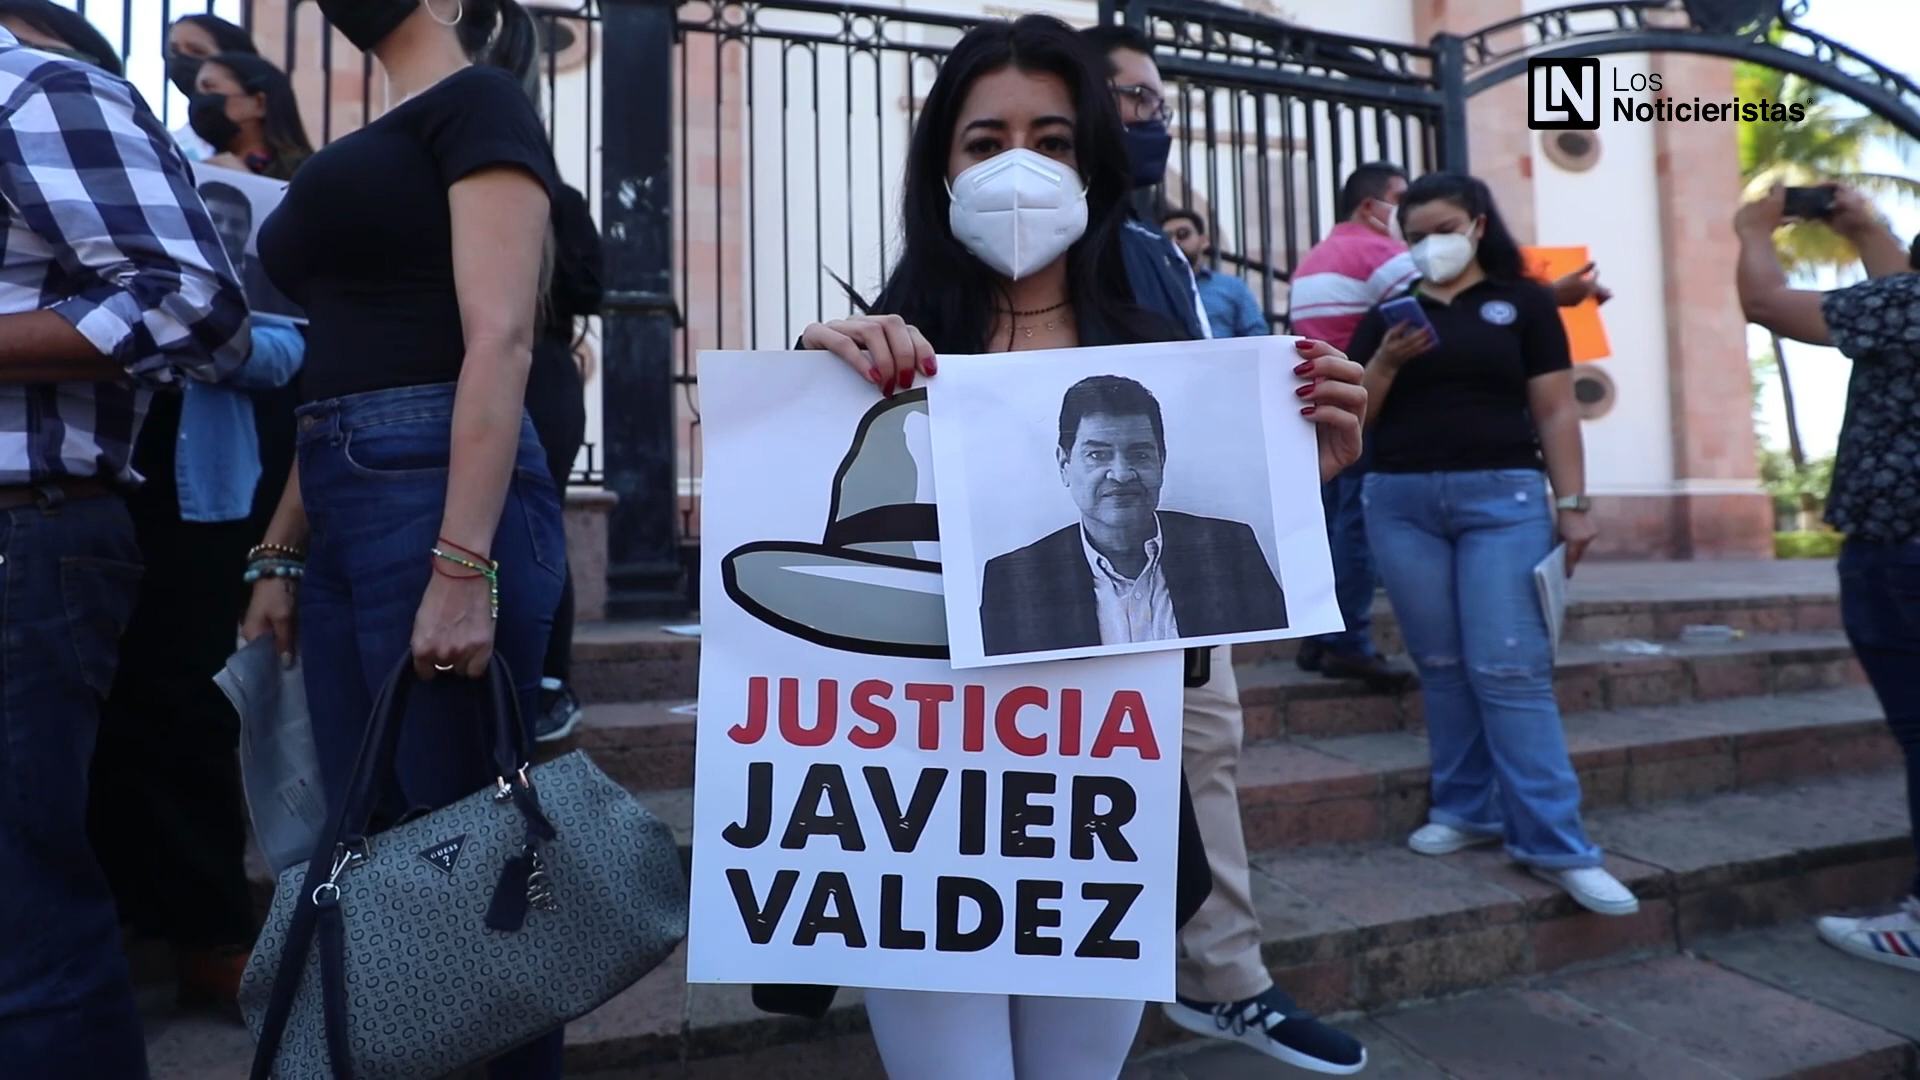 LN Los
Noticieristas
JUSTICIA
JAVIER
VALDEZ
GUESS
?